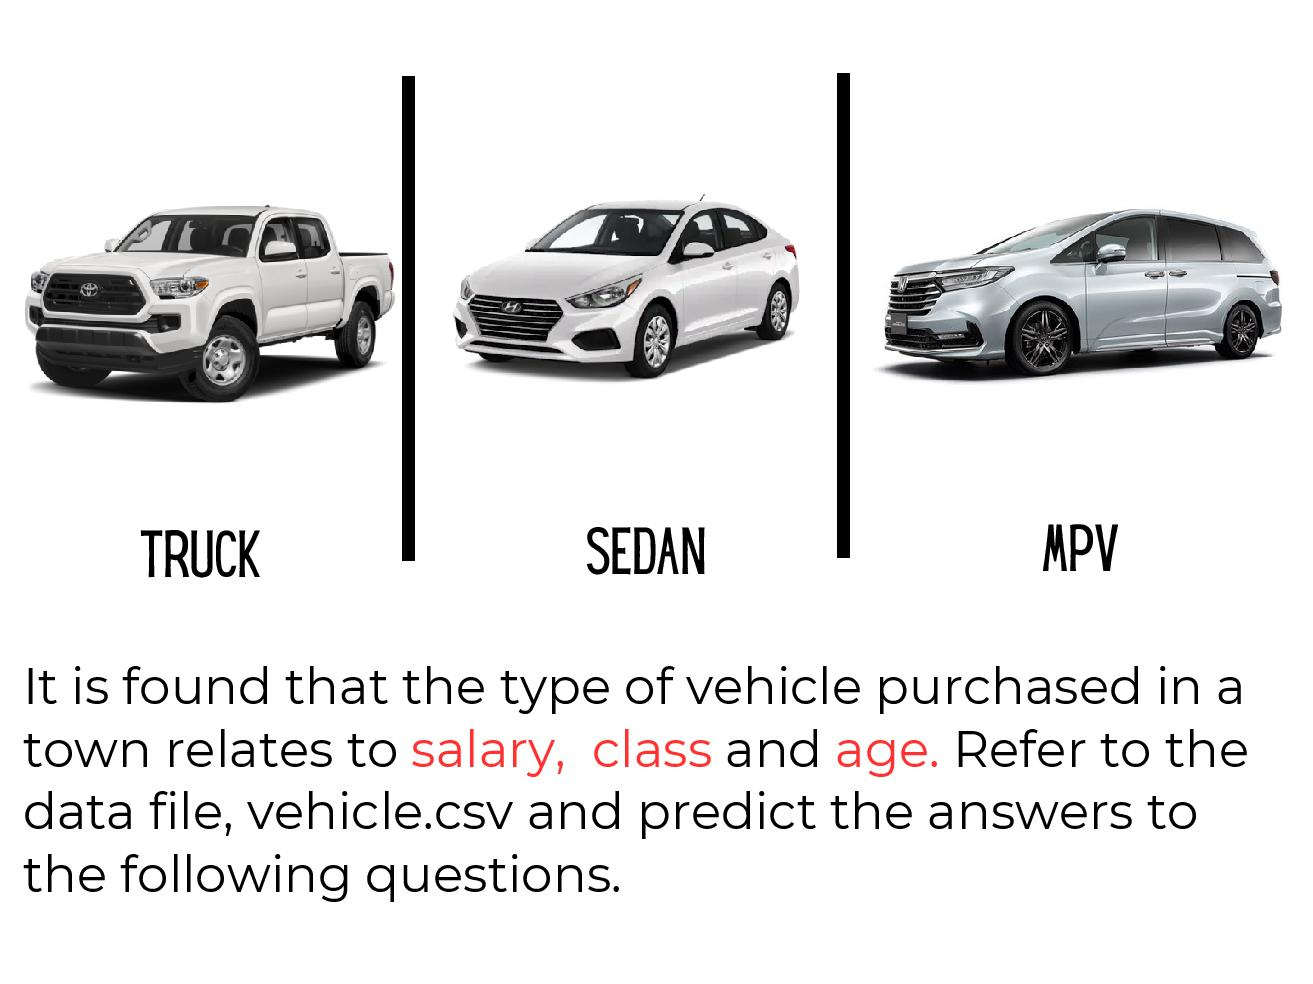 TRUCK
SEDAN
MPV
It is found that the type of vehicle purchased in a
town relates to salary,  class and age. Refer to the
data file, vehicle.csv and predict the answers to
the following questions.